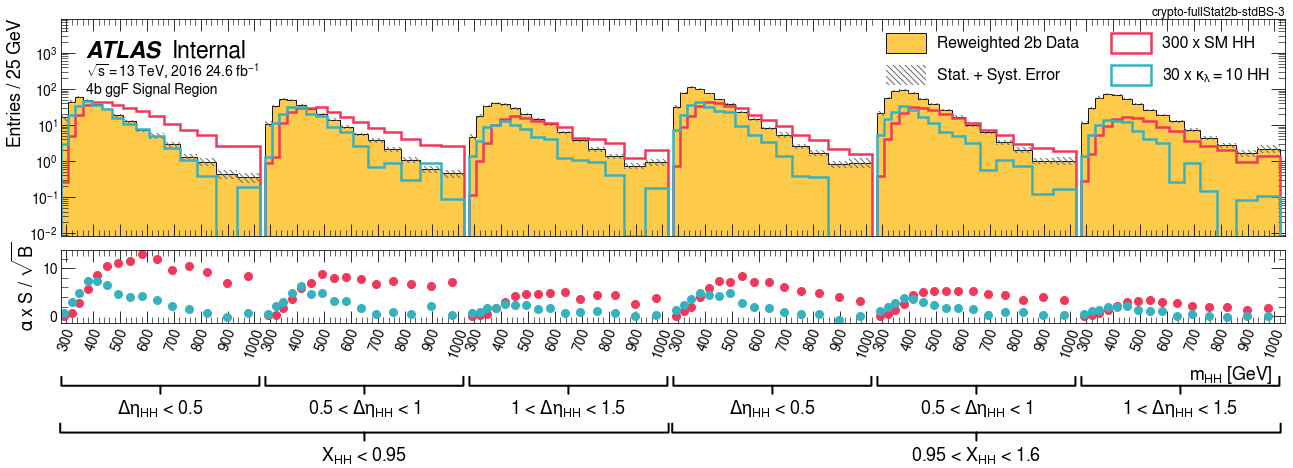 crypto-fullStat2b-stdBS-3
Entries / 25 GeV
10³
10²
10¹
10⁰
10⁻¹
10⁻²
ATLAS Internal
√s = 13 TeV, 2016 24.6 fb⁻¹
4b ggF Signal Region
Reweighted 2b Data
300 x SM HH
Stat. + Syst. Error
30 x κλ = 10 HH
α x S / √B
10
0
300 400 500 600 700 800 900 1000 300 400 500 600 700 800 900 1000 300 400 500 600 700 800 900 1000 300 400 500 600 700 800 900 1000 300 400 500 600 700 800 900 1000 300 400 500 600 700 800 900 1000
mHH [GeV]
ΔηHH < 0.5 0.5 < ΔηHH < 1 1 < ΔηHH < 1.5 ΔηHH < 0.5 0.5 < ΔηHH < 1 1 < ΔηHH < 1.5
XHH < 0.95 0.95 < XHH < 1.6